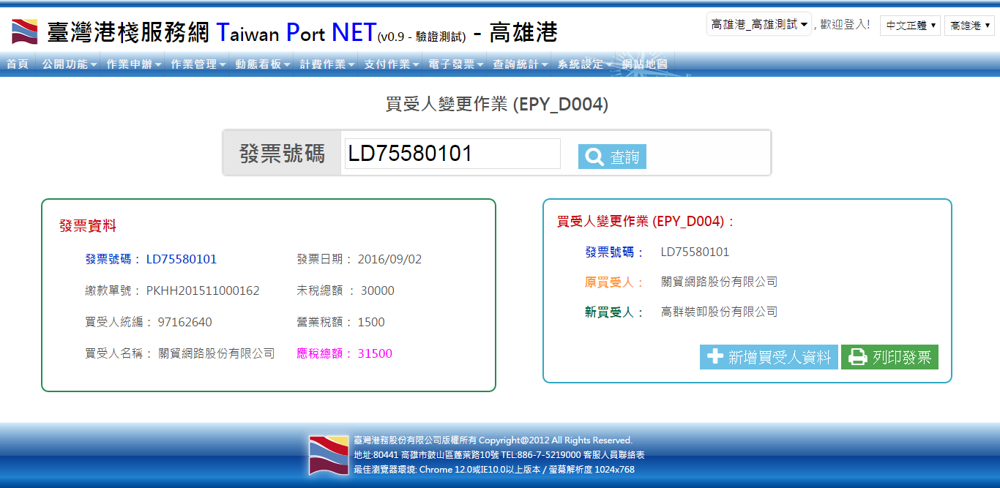 臺灣港棧服務網 Taiwan Port NET(v0.9 - 驗證測試) - 高雄港
高雄港_高雄測試 , 歡迎登入! 中文正體 高雄港
首頁 公開功能 作業申辦 作業管理 動態看板 計費作業 支付作業 電子發票 查詢統計 系統設定 網站地圖
買受人變更作業 (EPY_D004)
發票號碼 LD75580101 查詢
發票資料
發票號碼： LD75580101 發票日期： 2016/09/02
繳款單號： PKHH201511000162 未稅總額 ： 30000
買受人統編： 97162640 營業稅額： 1500
買受人名稱： 關貿網路股份有限公司 應稅總額： 31500
買受人變更作業 (EPY_D004)：
發票號碼： LD75580101
原買受人： 關貿網路股份有限公司
新買受人： 高群裝卸股份有限公司
新增買受人資料 列印發票
臺灣港務股份有限公司版權所有 Copyright@2012 All Rights Reserved.
地址:80441 高雄市鼓山區蓬萊路10號 TEL:886-7-5219000 客服人員聯絡表
最佳瀏覽器環境: Chrome 12.0或IE10.0以上版本 / 螢幕解析度 1024x768